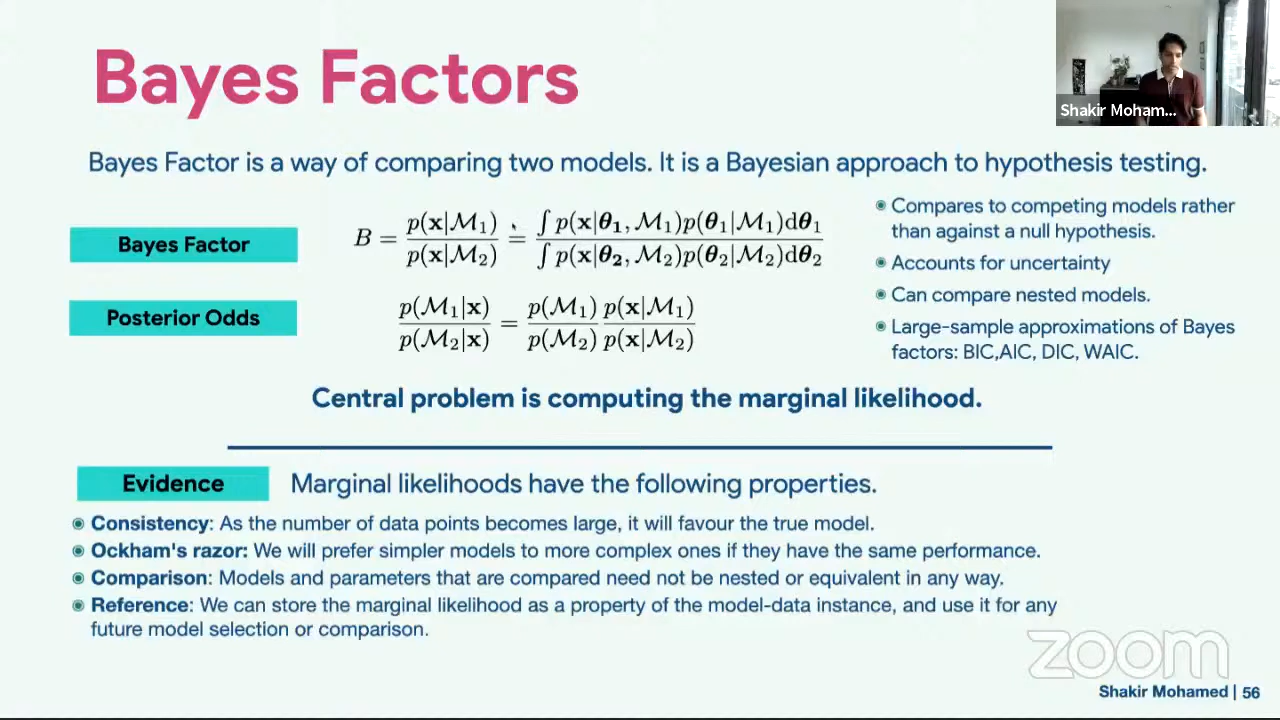 Bayes Factors
Shakir Moham...
Bayes Factor is a way of comparing two models. It is a Bayesian approach to hypothesis testing.
Bayes Factor
B = p(x|M₁) / p(x|M₂) = ∫ p(x|θ₁, M₁)p(θ₁|M₁)dθ₁ / ∫ p(x|θ₂, M₂)p(θ₂|M₂)dθ₂
Posterior Odds
p(M₁|x) / p(M₂|x) = p(M₁) / p(M₂) p(x|M₁) / p(x|M₂)
Compares to competing models rather
than against a null hypothesis.
Accounts for uncertainty
Can compare nested models.
Large-sample approximations of Bayes
factors: BIC,AIC, DIC, WAIC.
Central problem is computing the marginal likelihood.
Evidence
Marginal likelihoods have the following properties.
Consistency: As the number of data points becomes large, it will favour the true model.
Ockham's razor: We will prefer simpler models to more complex ones if they have the same performance.
Comparison: Models and parameters that are compared need not be nested or equivalent in any way.
Reference: We can store the marginal likelihood as a property of the model-data instance, and use it for any
future model selection or comparison.
zoom
Shakir Mohamed | 56